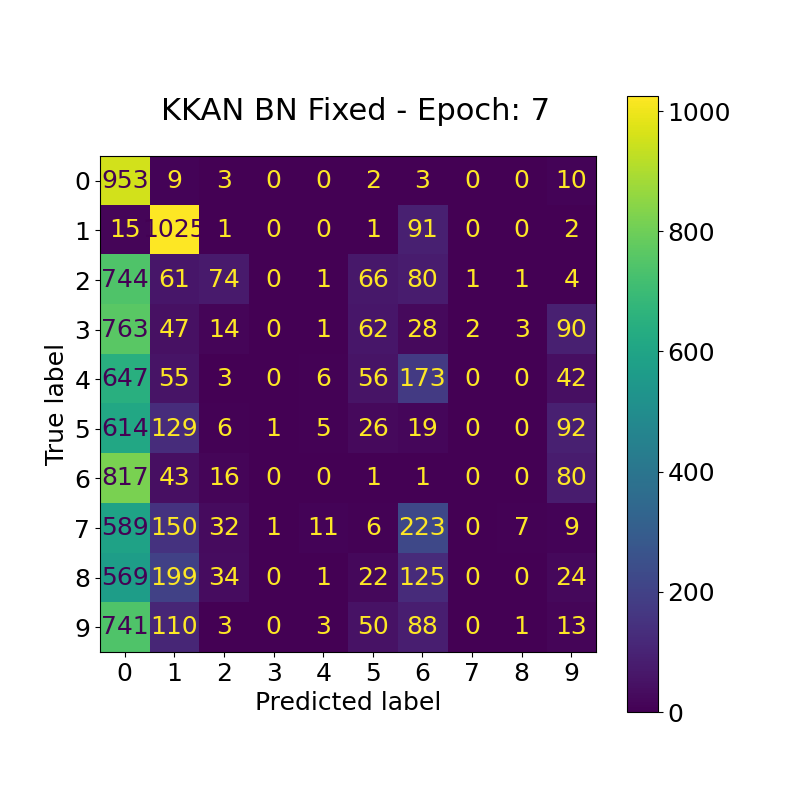 KKAN BN Fixed - Epoch: 7
0 953 9 3 0 0 2 3 0 0 10
1 15 1025 1 0 0 1 91 0 0 2
2 744 61 74 0 1 66 80 1 1 4
3 763 47 14 0 1 62 28 2 3 90
4 647 55 3 0 6 56 173 0 0 42
5 614 129 6 1 5 26 19 0 0 92
6 817 43 16 0 0 1 1 0 0 80
7 589 150 32 1 11 6 223 0 7 9
8 569 199 34 0 1 22 125 0 0 24
9 741 110 3 0 3 50 88 0 1 13
0 1 2 3 4 5 6 7 8 9
Predicted label
True label
1000
800
600
400
200
0